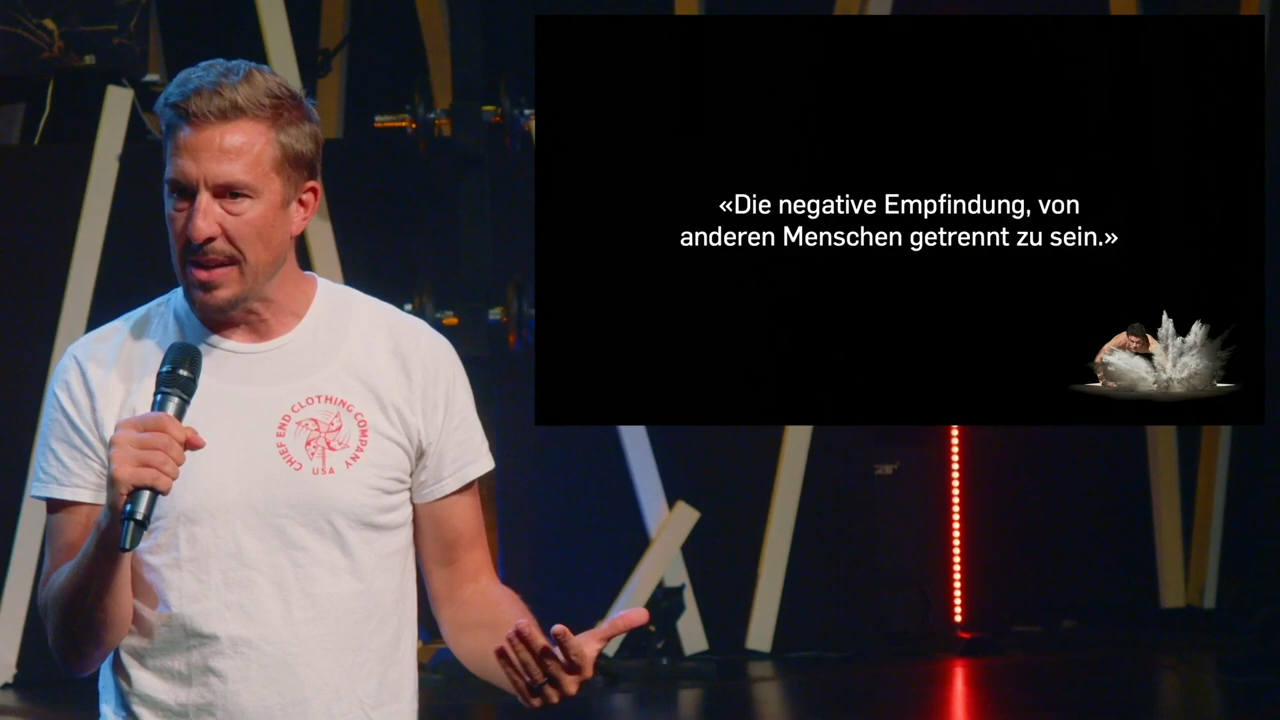 «Die negative Empfindung, von
anderen Menschen getrennt zu sein.»
CHIEF END CLOTHING COMPANY
USA